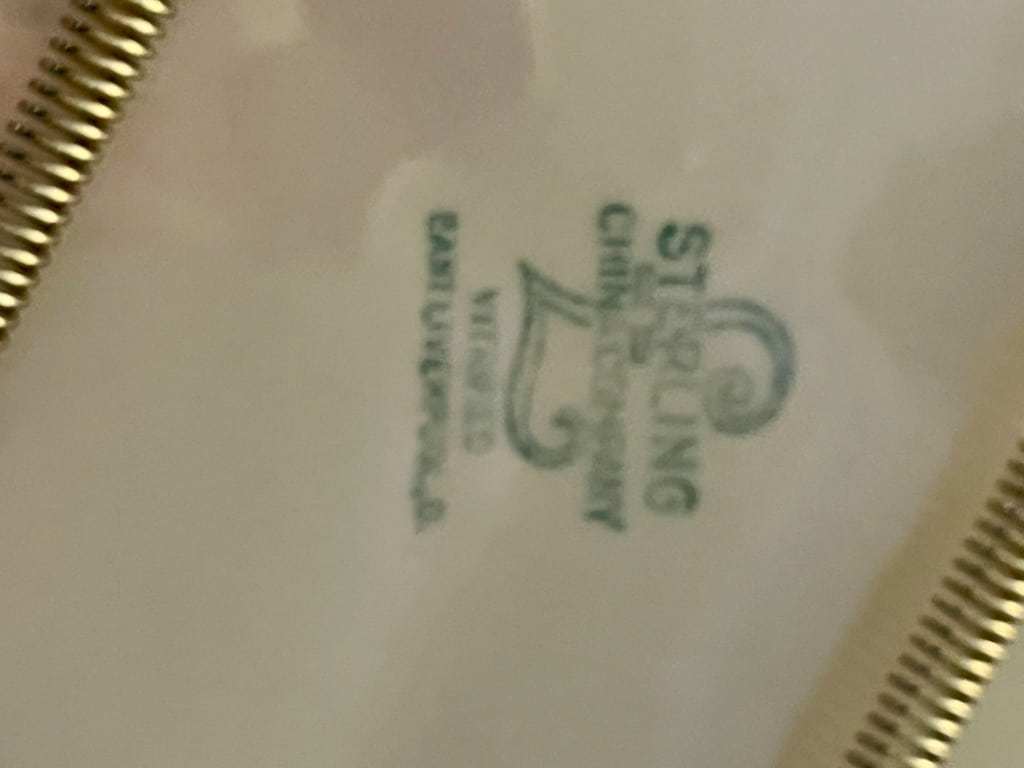 STERLING
CHINA COMPANY
VITRIFIED
EAST LIVERPOOL, O.